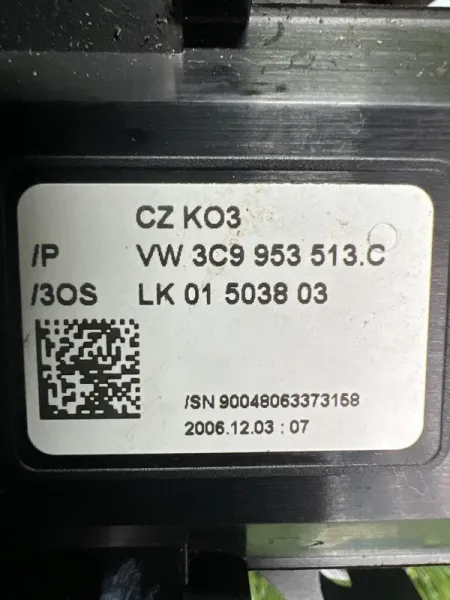 CZ KO3
/P VW 3C9 953 513.C
/3OS LK 01 5038 03
/SN 90048063373158
2006.12.03 : 07